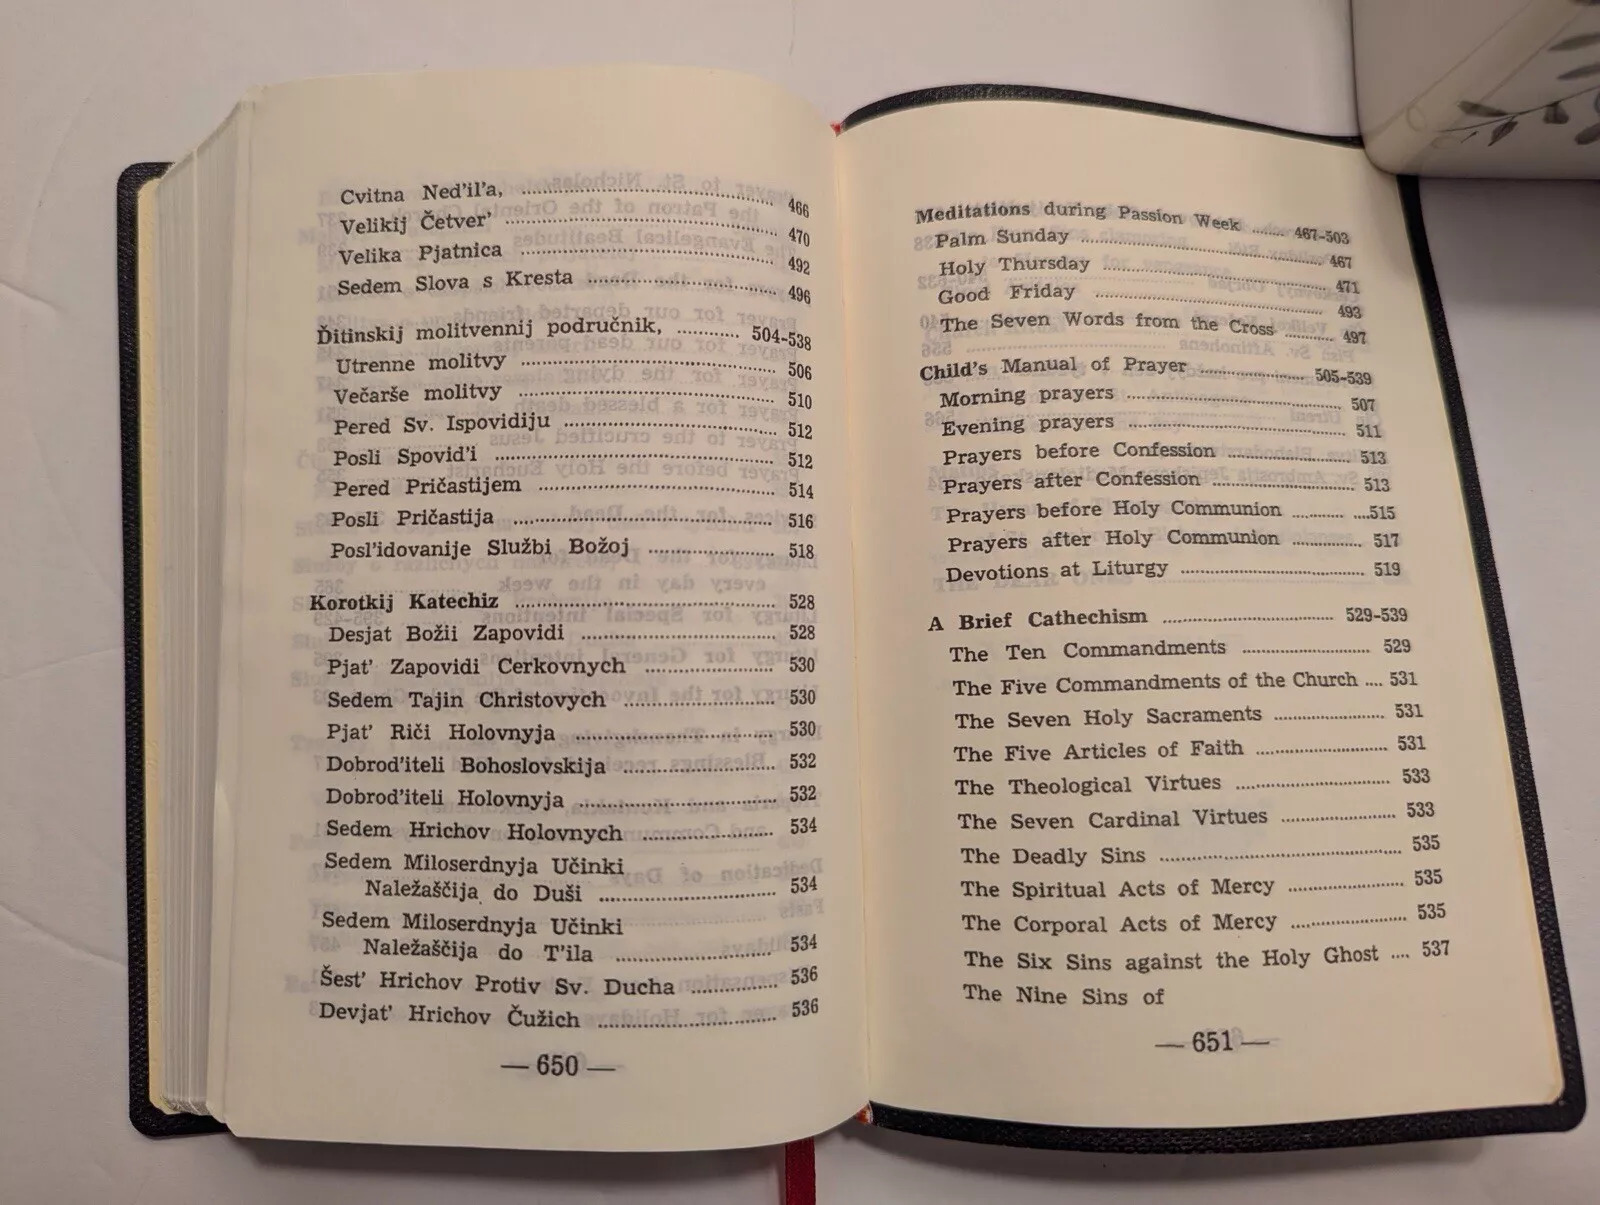 Cvitna Ned'il'a, .......... 466
Velikij Četver' .......... 470
Velika Pjatnica .......... 492
Sedem Slova s Kresta .......... 496
Ďitinskij molitvennij područnik, .......... 504-538
Utrenne molitvy .......... 506
Večarše molitvy .......... 510
Pered Sv. Ispovidiju .......... 512
Posli Spovid'i .......... 512
Pered Pričastijem .......... 514
Posli Pričastija .......... 516
Posl'idovanije Službi Božoj .......... 518
Korotkij Katechiz .......... 528
Desjat Božii Zapovidi .......... 528
Pjat' Zapovidi Cerkovnych .......... 530
Sedem Tajin Christovych .......... 530
Pjat' Riči Holovnyja .......... 530
Dobrod'iteli Bohoslovskija .......... 532
Dobrod'iteli Holovnyja .......... 532
Sedem Hrichov Holovnych .......... 534
Sedem Miloserdnyja Učinki
Naležaščija do Duši .......... 534
Sedem Miloserdnyja Učinki
Naležaščija do T'ila .......... 534
Šest' Hrichov Protiv Sv. Ducha .......... 536
Devjat' Hrichov Čužich .......... 536
— 650 —
Meditations during Passion Week .......... 467-503
Palm Sunday .......... 467
Holy Thursday .......... 471
Good Friday .......... 493
The Seven Words from the Cross .......... 497
Child's Manual of Prayer .......... 505-539
Morning prayers .......... 507
Evening prayers .......... 511
Prayers before Confession .......... 513
Prayers after Confession .......... 513
Prayers before Holy Communion .......... 515
Prayers after Holy Communion .......... 517
Devotions at Liturgy .......... 519
A Brief Cathechism .......... 529-539
The Ten Commandments .......... 529
The Five Commandments of the Church .... 531
The Seven Holy Sacraments .......... 531
The Five Articles of Faith .......... 531
The Theological Virtues .......... 533
The Seven Cardinal Virtues .......... 533
The Deadly Sins .......... 535
The Spiritual Acts of Mercy .......... 535
The Corporal Acts of Mercy .......... 535
The Six Sins against the Holy Ghost .... 537
The Nine Sins of
— 651 —